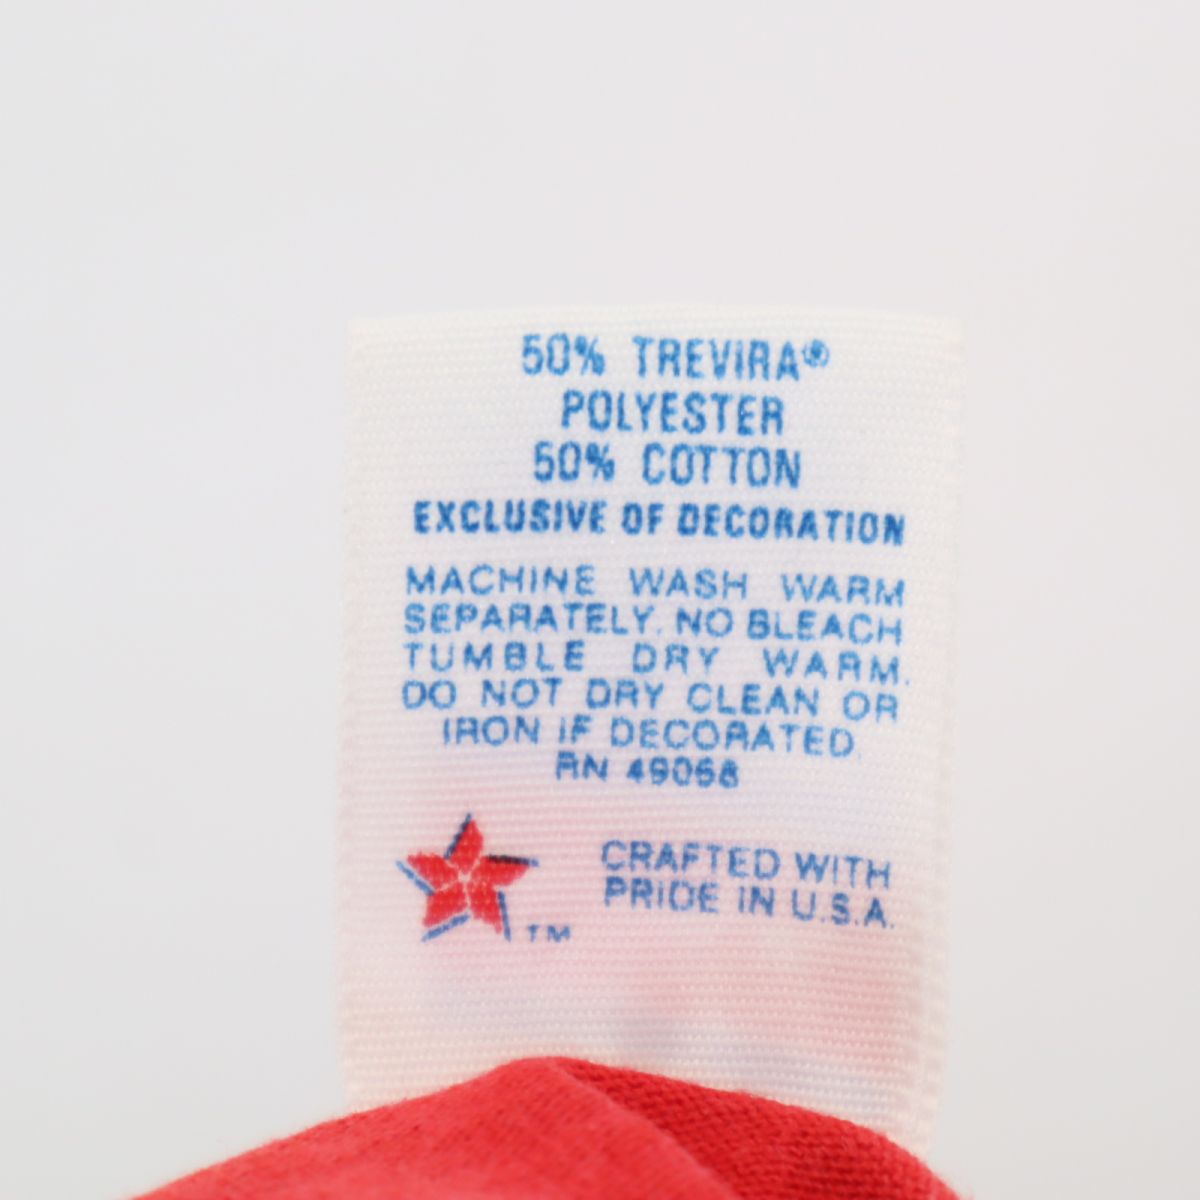 50% TREVIRA®
POLYESTER
50% COTTON
EXCLUSIVE OF DECORATION
MACHINE WASH WARM
SEPARATELY. NO BLEACH
TUMBLE DRY WARM.
DO NOT DRY CLEAN OR
IRON IF DECORATED.
RN 49068
CRAFTED WITH
PRIDE IN U.S.A.
TM